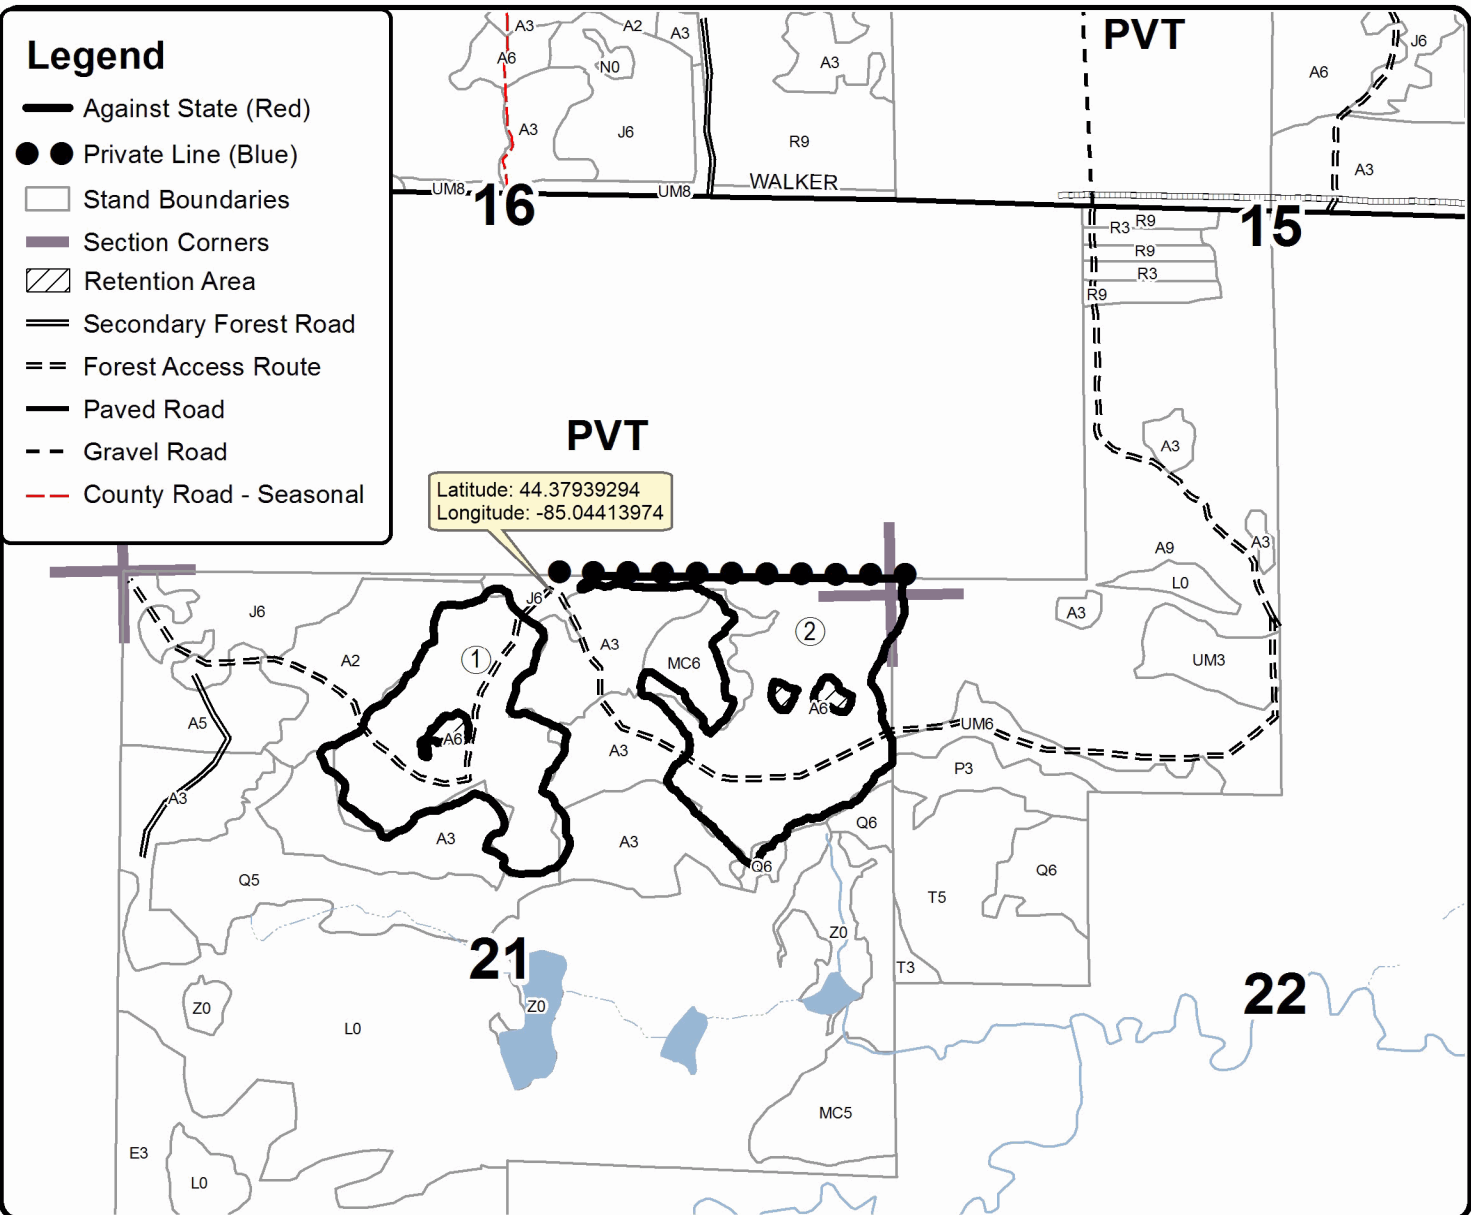 Legend
Against State (Red)
Private Line (Blue)
Stand Boundaries
Section Corners
Retention Area
Secondary Forest Road
Forest Access Route
Paved Road
Gravel Road
County Road - Seasonal
A3
A2
A3
PVT
J6
A6
N0
A3
A6
A3
J6
R9
A3
UM8
UM8
WALKER
16
15
R3
R9
R9
R3
R9
PVT
A3
Latitude: 44.37939294
Longitude: -85.04413974
A9
A3
L0
J6
J6
A3
A2
1
A3
MC6
2
UM3
A5
A6
A3
A6
UM6
P3
A3
A3
A3
Q6
Q6
Q5
T5
Q6
21
Z0
T3
22
Z0
L0
Z0
MC5
E3
L0